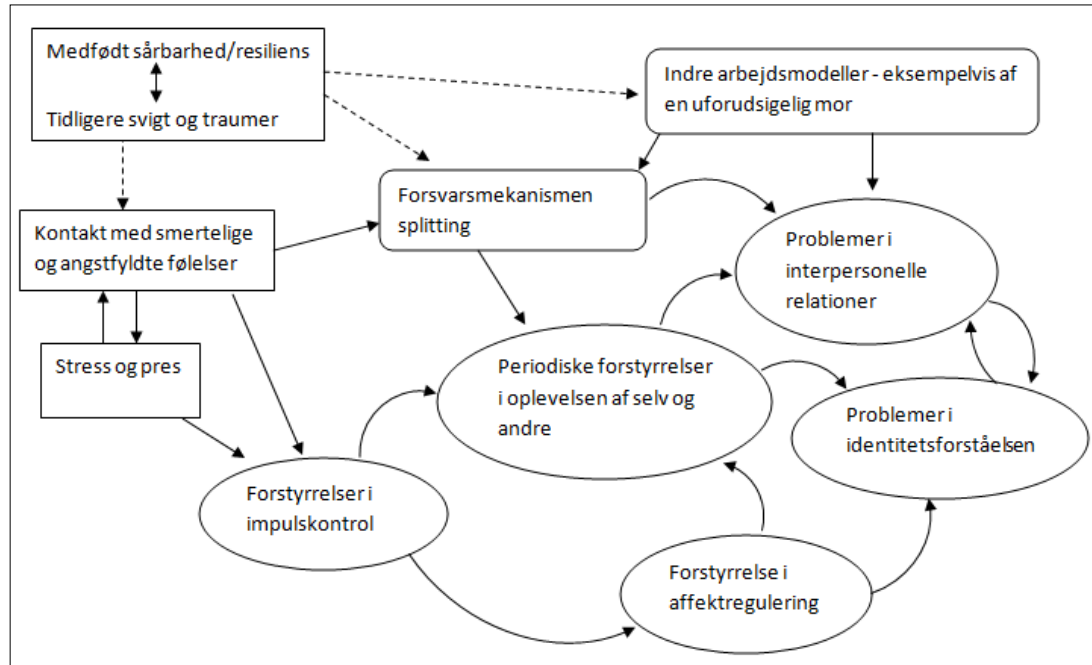 Medfødt sårbarhed/resiliens
Tidligere svigt og traumer
Indre arbejdsmodeller - eksempelvis af
en uforudsigelig mor
Forsvarsmekanismen
splitting
Kontakt med smertelige
og angstfyldte følelser
Problemer i
interpersonelle
relationer
Stress og pres
Periodiske forstyrrelser
i oplevelsen af selv og
andre
Problemer i
identitetsforståelsen
Forstyrrelser i
impulskontrol
Forstyrrelse i
affektregulering